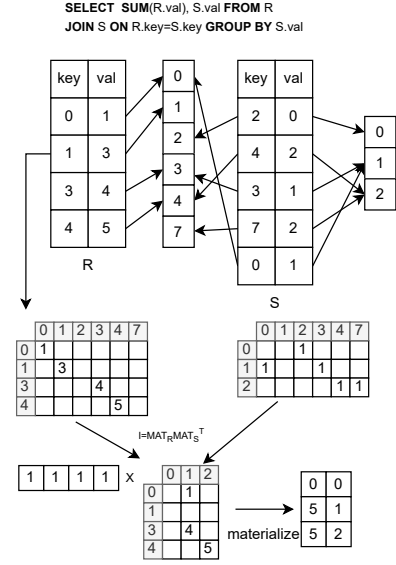 SELECT SUM(R.val), S.val FROM R
JOIN S ON R.key=S.key GROUP BY S.val
key val
0 1
1 3
3 4
4 5
R
0
1
2
3
4
7
key val
2 0
4 2
3 1
7 2
0 1
S
0
1
2
0 1 2 3 4 7
0 1
1 3
3 4
4 5
0 1 2 3 4 7
0 1
1 1 1
2 1 1
I=MAT_R MAT_S^T
1 1 1 1 X
0 1 2
0 1
1
3 4
4 5
materialize
0 0
5 1
5 2